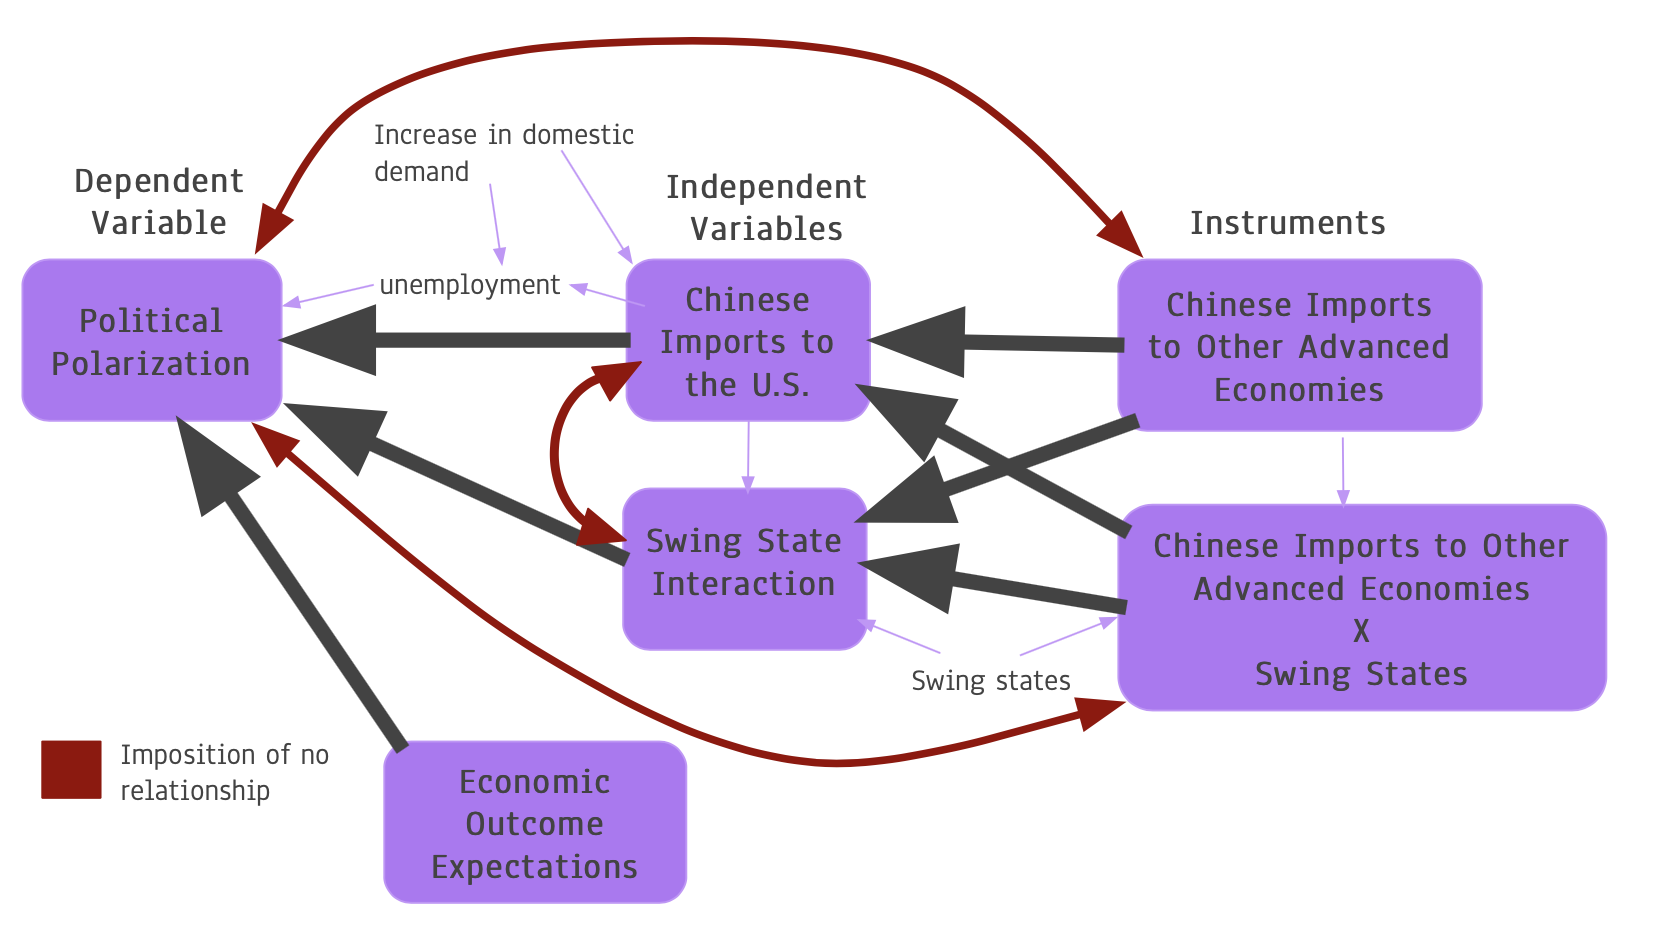 Increase in domestic
demand
Dependent
Variable
Independent
Variables
Instruments
unemployment
Political
Polarization
Chinese
Imports to
the U.S.
Chinese Imports
to Other Advanced
Economies
Swing State
Interaction
Chinese Imports to Other
Advanced Economies
X
Swing States
Swing states
Imposition of no
relationship
Economic
Outcome
Expectations